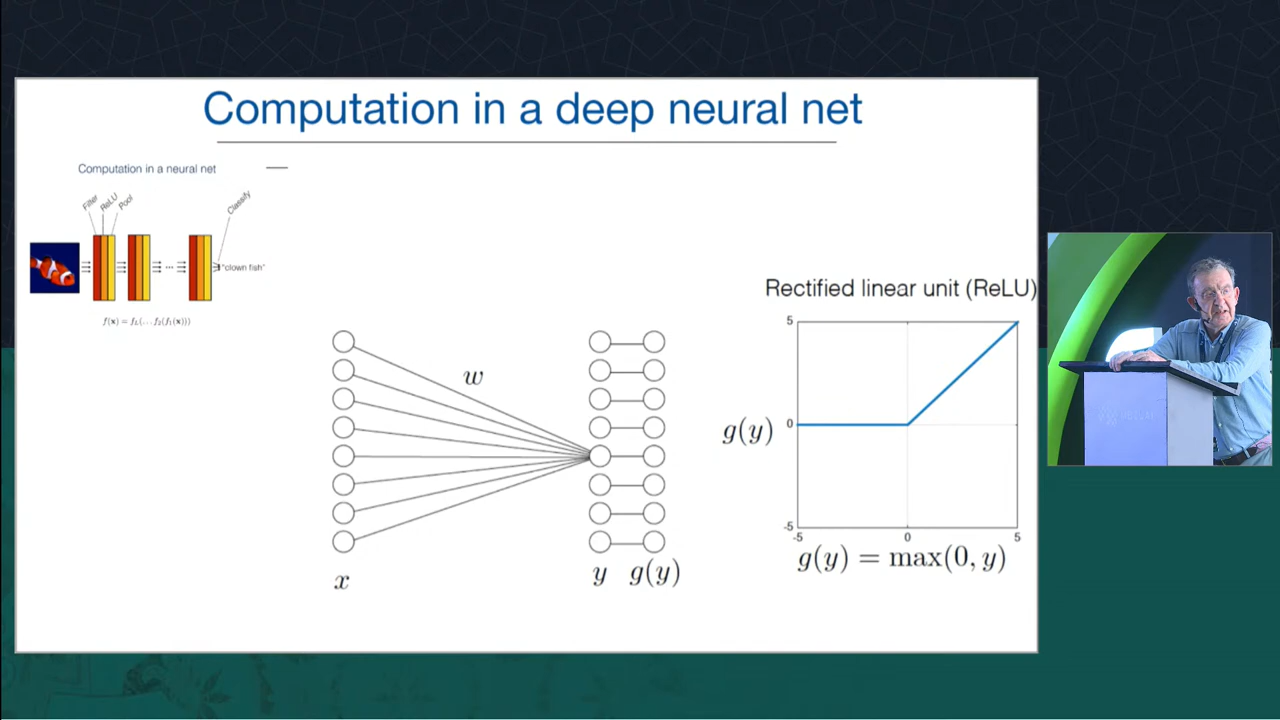 Computation in a deep neural net
Computation in a neural net
Filter
ReLU
Pool
Classify
...
"clown fish"
f(x) = f_L(...f_2(f_1(x)))
w
x
y g(y)
Rectified linear unit (ReLU)
5
g(y) 0
-5
-5 0 5
g(y) = max(0, y)